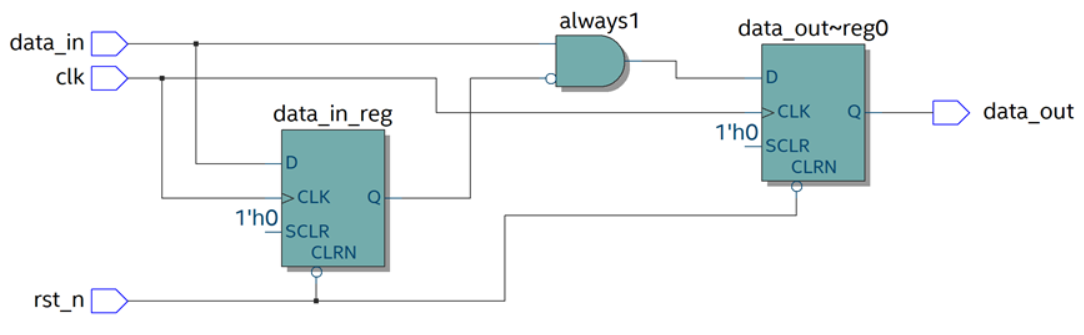 always1
data_in
data_out~reg0
clk
D
CLK
Q
data_out
1'h0
SCLR
CLRN
data_in_reg
D
CLK
Q
1'h0
SCLR
CLRN
rst_n